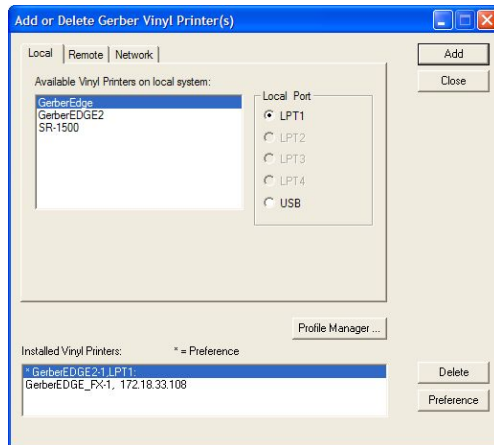 Add or Delete Gerber Vinyl Printer(s)
Local Remote Network
Add
Close
Available Vinyl Printers on local system:
GerberEdge
GerberEDGE2
SR-1500
Local Port
LPT1
LPT2
LPT3
LPT4
USB
Profile Manager ...
Installed Vinyl Printers: * = Preference
* GerberEDGE2-1,LPT1:
GerberEDGE_FX-1, 172.18.33.108
Delete
Preference